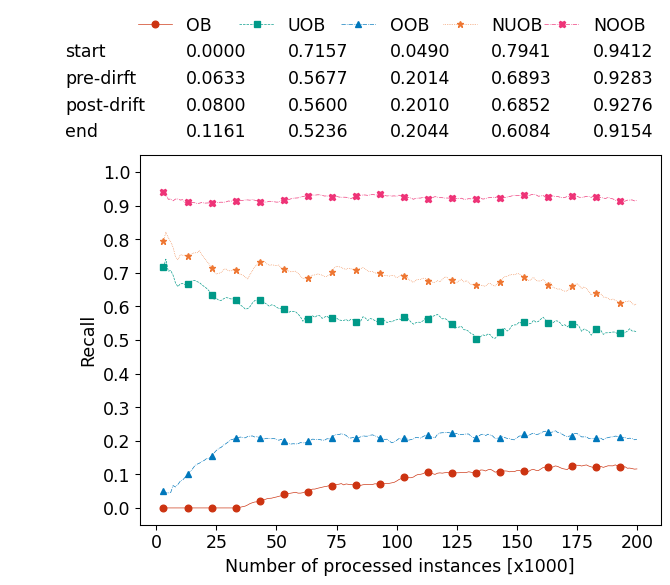 OB UOB OOB NUOB NOOB
start 0.0000 0.7157 0.0490 0.7941 0.9412
pre-dirft 0.0633 0.5677 0.2014 0.6893 0.9283
post-drift 0.0800 0.5600 0.2010 0.6852 0.9276
end 0.1161 0.5236 0.2044 0.6084 0.9154
1.0
0.9
0.8
0.7
0.6
0.5
0.4
0.3
0.2
0.1
0.0
Recall
0 25 50 75 100 125 150 175 200
Number of processed instances [x1000]